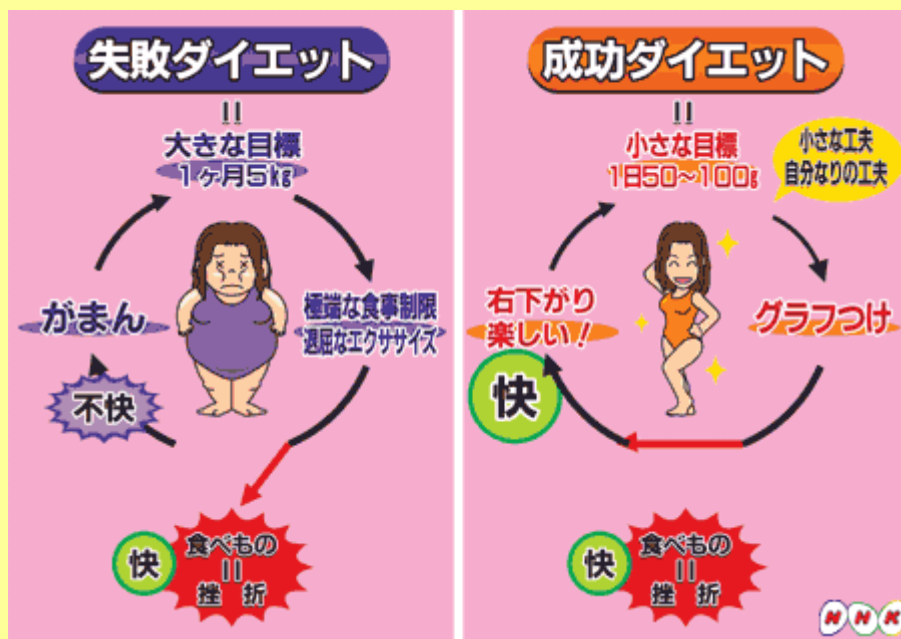 失敗ダイエット
=
大きな目標
1ヶ月5kg
極端な食事制限
退屈なエクササイズ
がまん
不快
快
食べもの
=
挫 折
成功ダイエット
=
小さな目標
1日50~100g
小さな工夫
自分なりの工夫
グラフつけ
右下がり
楽しい!
快
快
食べもの
=
挫 折
NHK